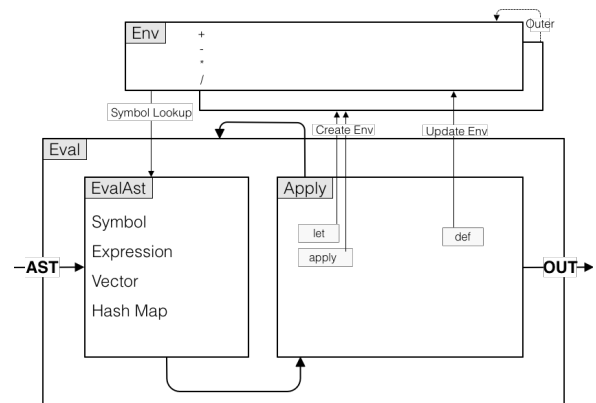 Env
+
-
*
/
Outer
Symbol Lookup
Create Env
Update Env
Eval
EvalAst
Apply
Symbol
Expression
Vector
Hash Map
let
apply
def
AST
OUT